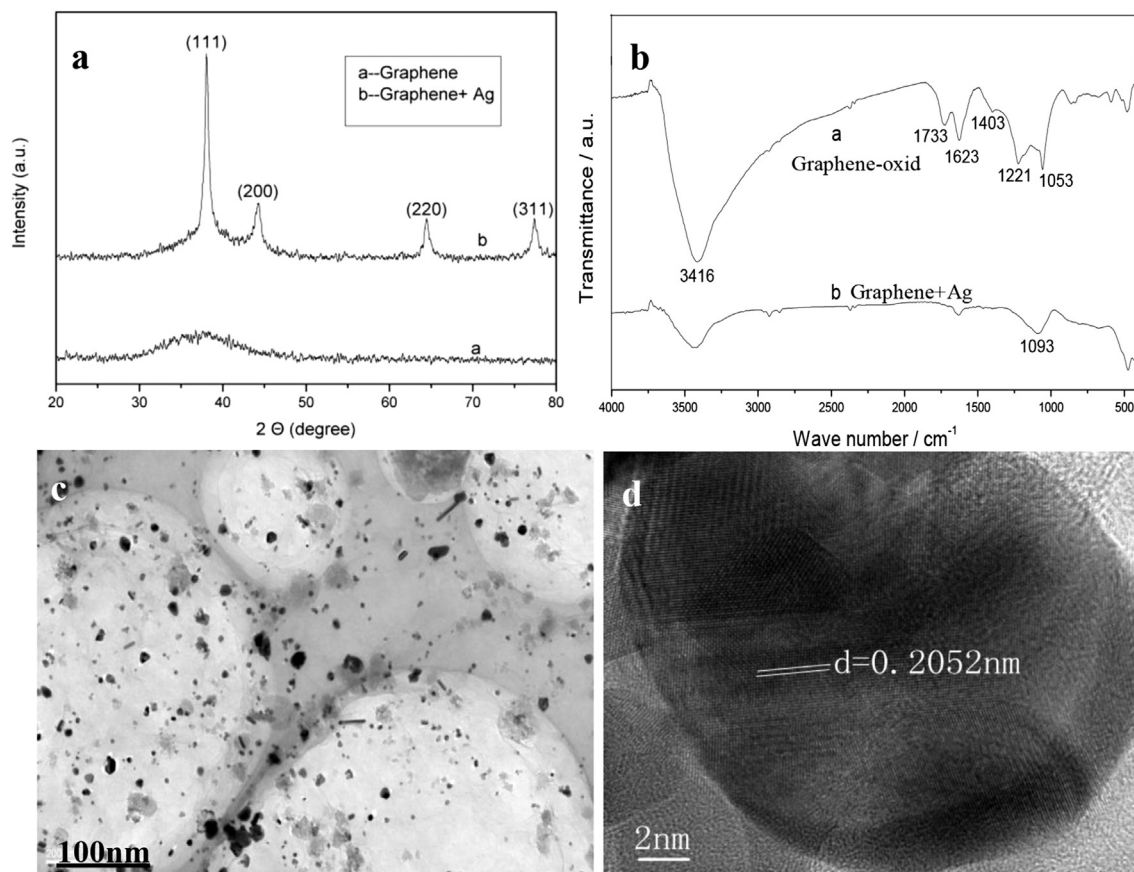 a
(111)
(200)
(220)
(311)
a--Graphene
b--Graphene+ Ag
b
a
Intensity (a.u.)
20 30 40 50 60 70 80
2 Θ (degree)
b
a
Graphene-oxid
1733
1623
1403
1221
1053
3416
b Graphene+Ag
1093
Transmittance / a.u.
4000 3500 3000 2500 2000 1500 1000 500
Wave number / cm⁻¹
c
100nm
d
d=0.2052nm
2nm